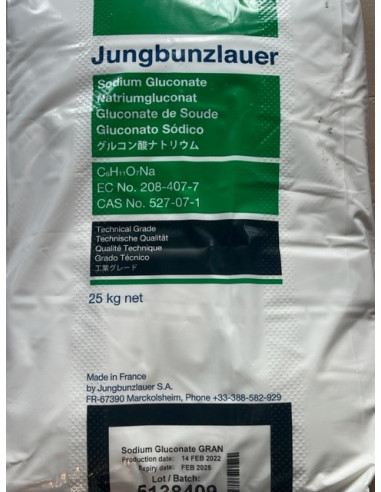 Jungbunzlauer
Sodium Gluconate
Natriumgluconat
Gluconate de Soude
Gluconato Sódico
グルコン酸ナトリウム
C₆H₁₁O₇Na
EC No. 208-407-7
CAS No. 527-07-1
Technical Grade
Technische Qualität
Qualité Technique
Grado Técnico
工業グレード
25 kg net
Made in France
by Jungbunzlauer S.A.
FR-67390 Marckolsheim, Phone +33-388-582-929
Sodium Gluconate GRAN
Production date: 14 FEB 2022
Expiry date: FEB 2025
Lot / Batch:
5138409